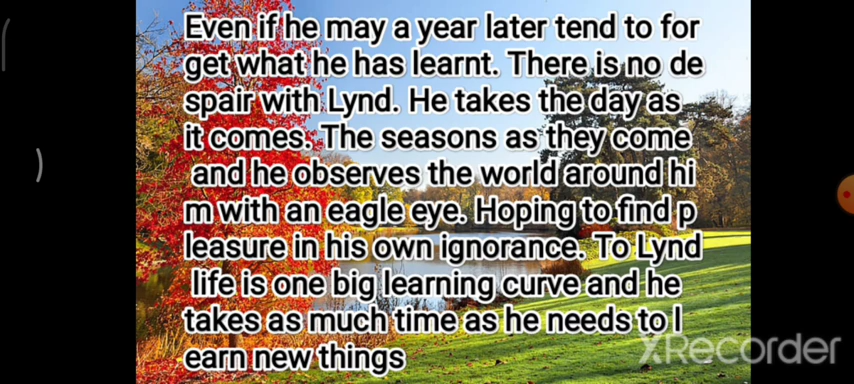 Even if he may a year later tend to for
get what he has learnt. There is no de
spair with Lynd. He takes the day as
it comes. The seasons as they come
and he observes the world around hi
m with an eagle eye. Hoping to find p
leasure in his own ignorance. To Lynd
life is one big learning curve and he
takes as much time as he needs to l
earn new things
XRecorder